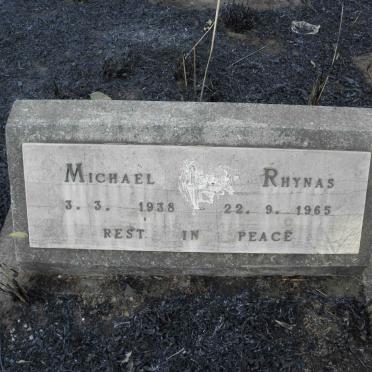 Michael Rhynas
3. 3. 1938 22. 9. 1965
REST IN PEACE